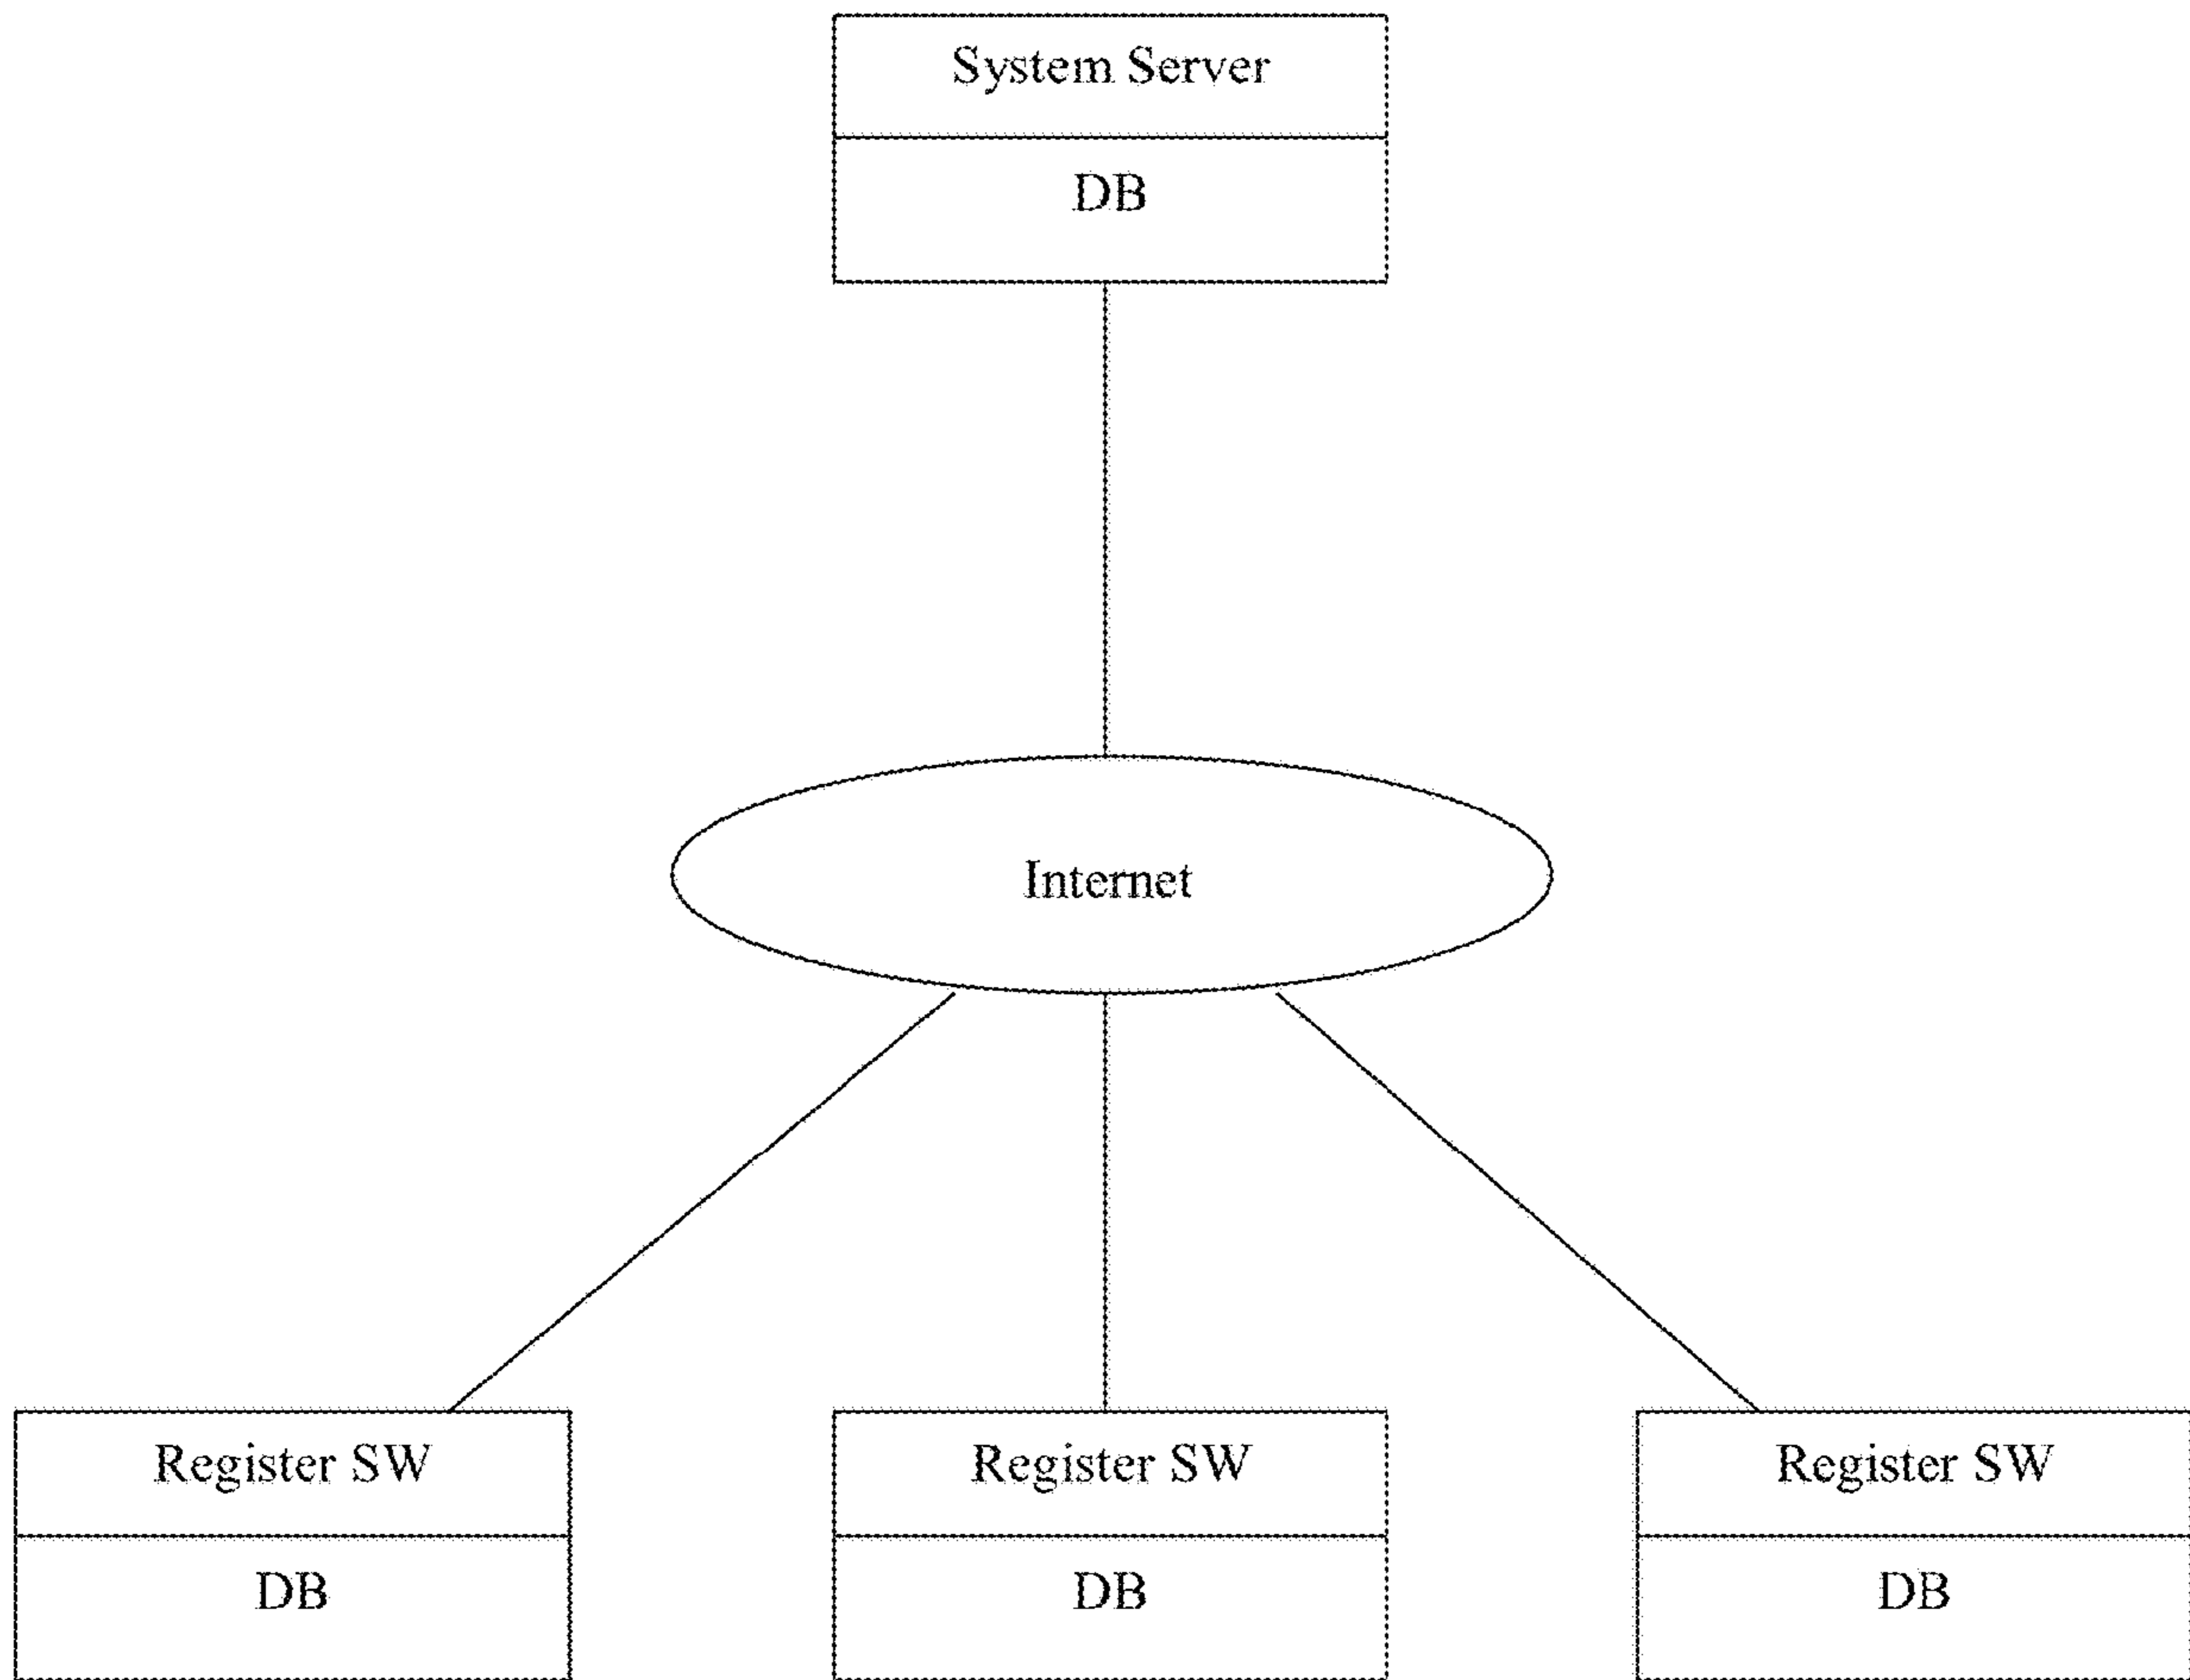 System Server
DB
Internet
Register SW
DB
Register SW
DB
Register SW
DB